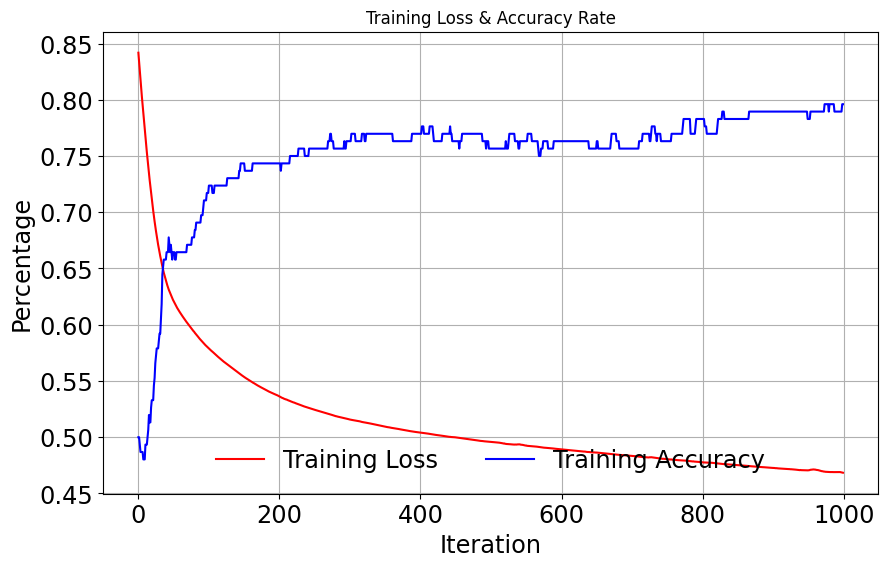 Training Loss & Accuracy Rate
Percentage
0.85
0.80
0.75
0.70
0.65
0.60
0.55
0.50
0.45
Training Loss Training Accuracy
0 200 400 600 800 1000
Iteration